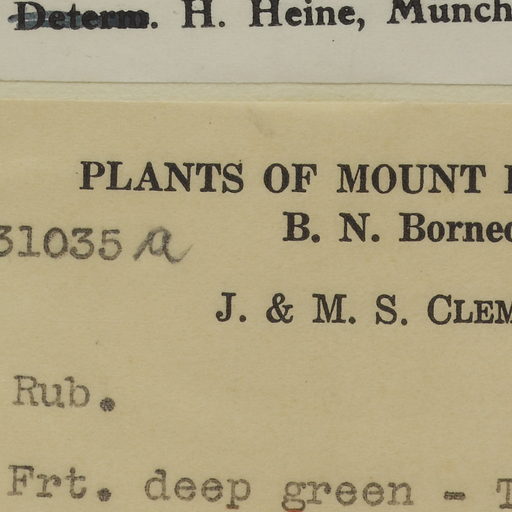 Determ. H. Heine, Munch
PLANTS OF MOUNT
31035 a
B. N. Borneo
J. & M. S. CLEM
Rub.
Frt. deep green - T